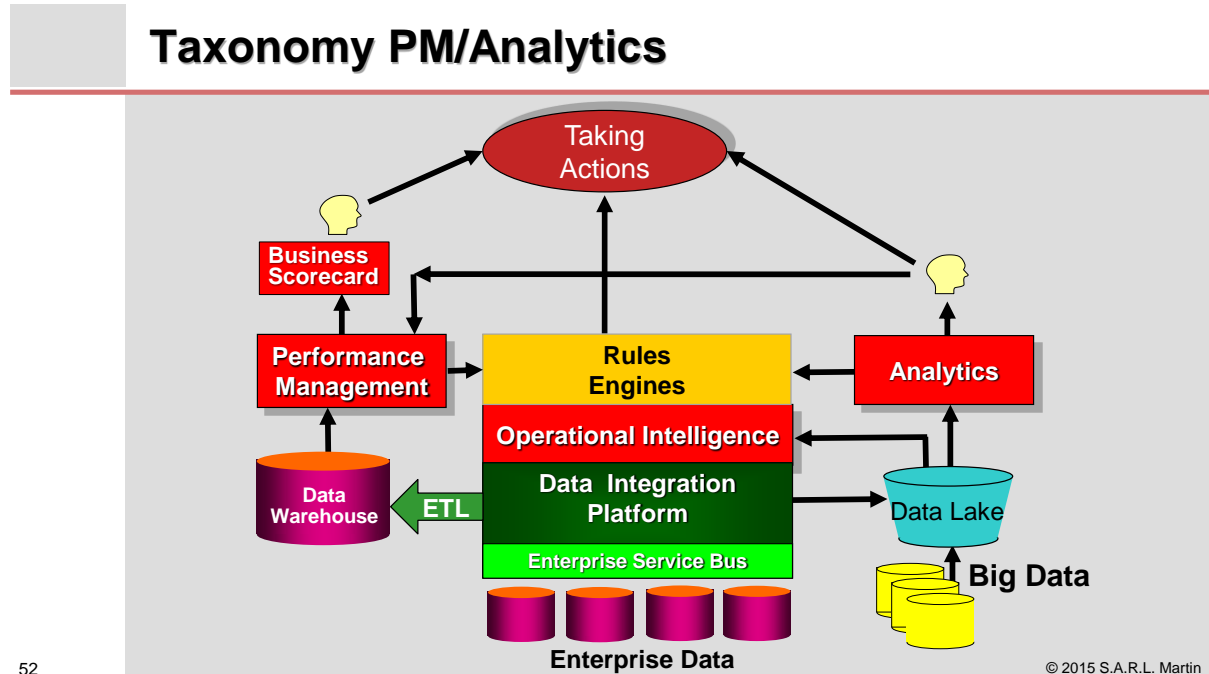 Taxonomy PM/Analytics
Taking
Actions
Business
Scorecard
Performance
Management
Rules
Engines
Analytics
Operational Intelligence
Data
Warehouse
ETL
Data Integration
Platform
Data Lake
Enterprise Service Bus
Big Data
Enterprise Data
52
© 2015 S.A.R.L. Martin